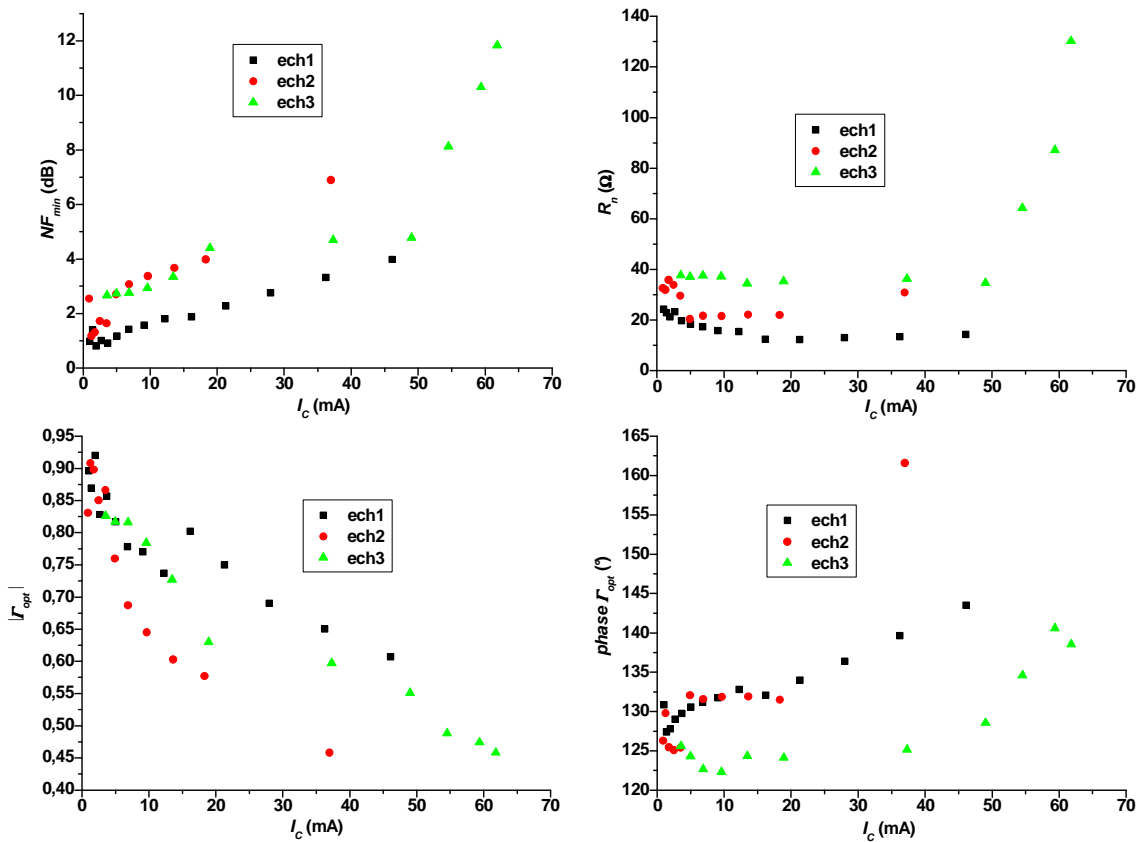 12
10
8
6
4
2
0
NFmin (dB)
ech1
ech2
ech3
0 10 20 30 40 50 60 70
IC (mA)
140
120
100
80
60
40
20
0
Rn (Ω)
ech1
ech2
ech3
0 10 20 30 40 50 60 70
IC (mA)
0,95
0,90
0,85
0,80
0,75
0,70
0,65
0,60
0,55
0,50
0,45
0,40
|Γopt|
ech1
ech2
ech3
0 10 20 30 40 50 60 70
IC (mA)
165
160
155
150
145
140
135
130
125
120
phase Γopt (°)
ech1
ech2
ech3
0 10 20 30 40 50 60 70
IC (mA)